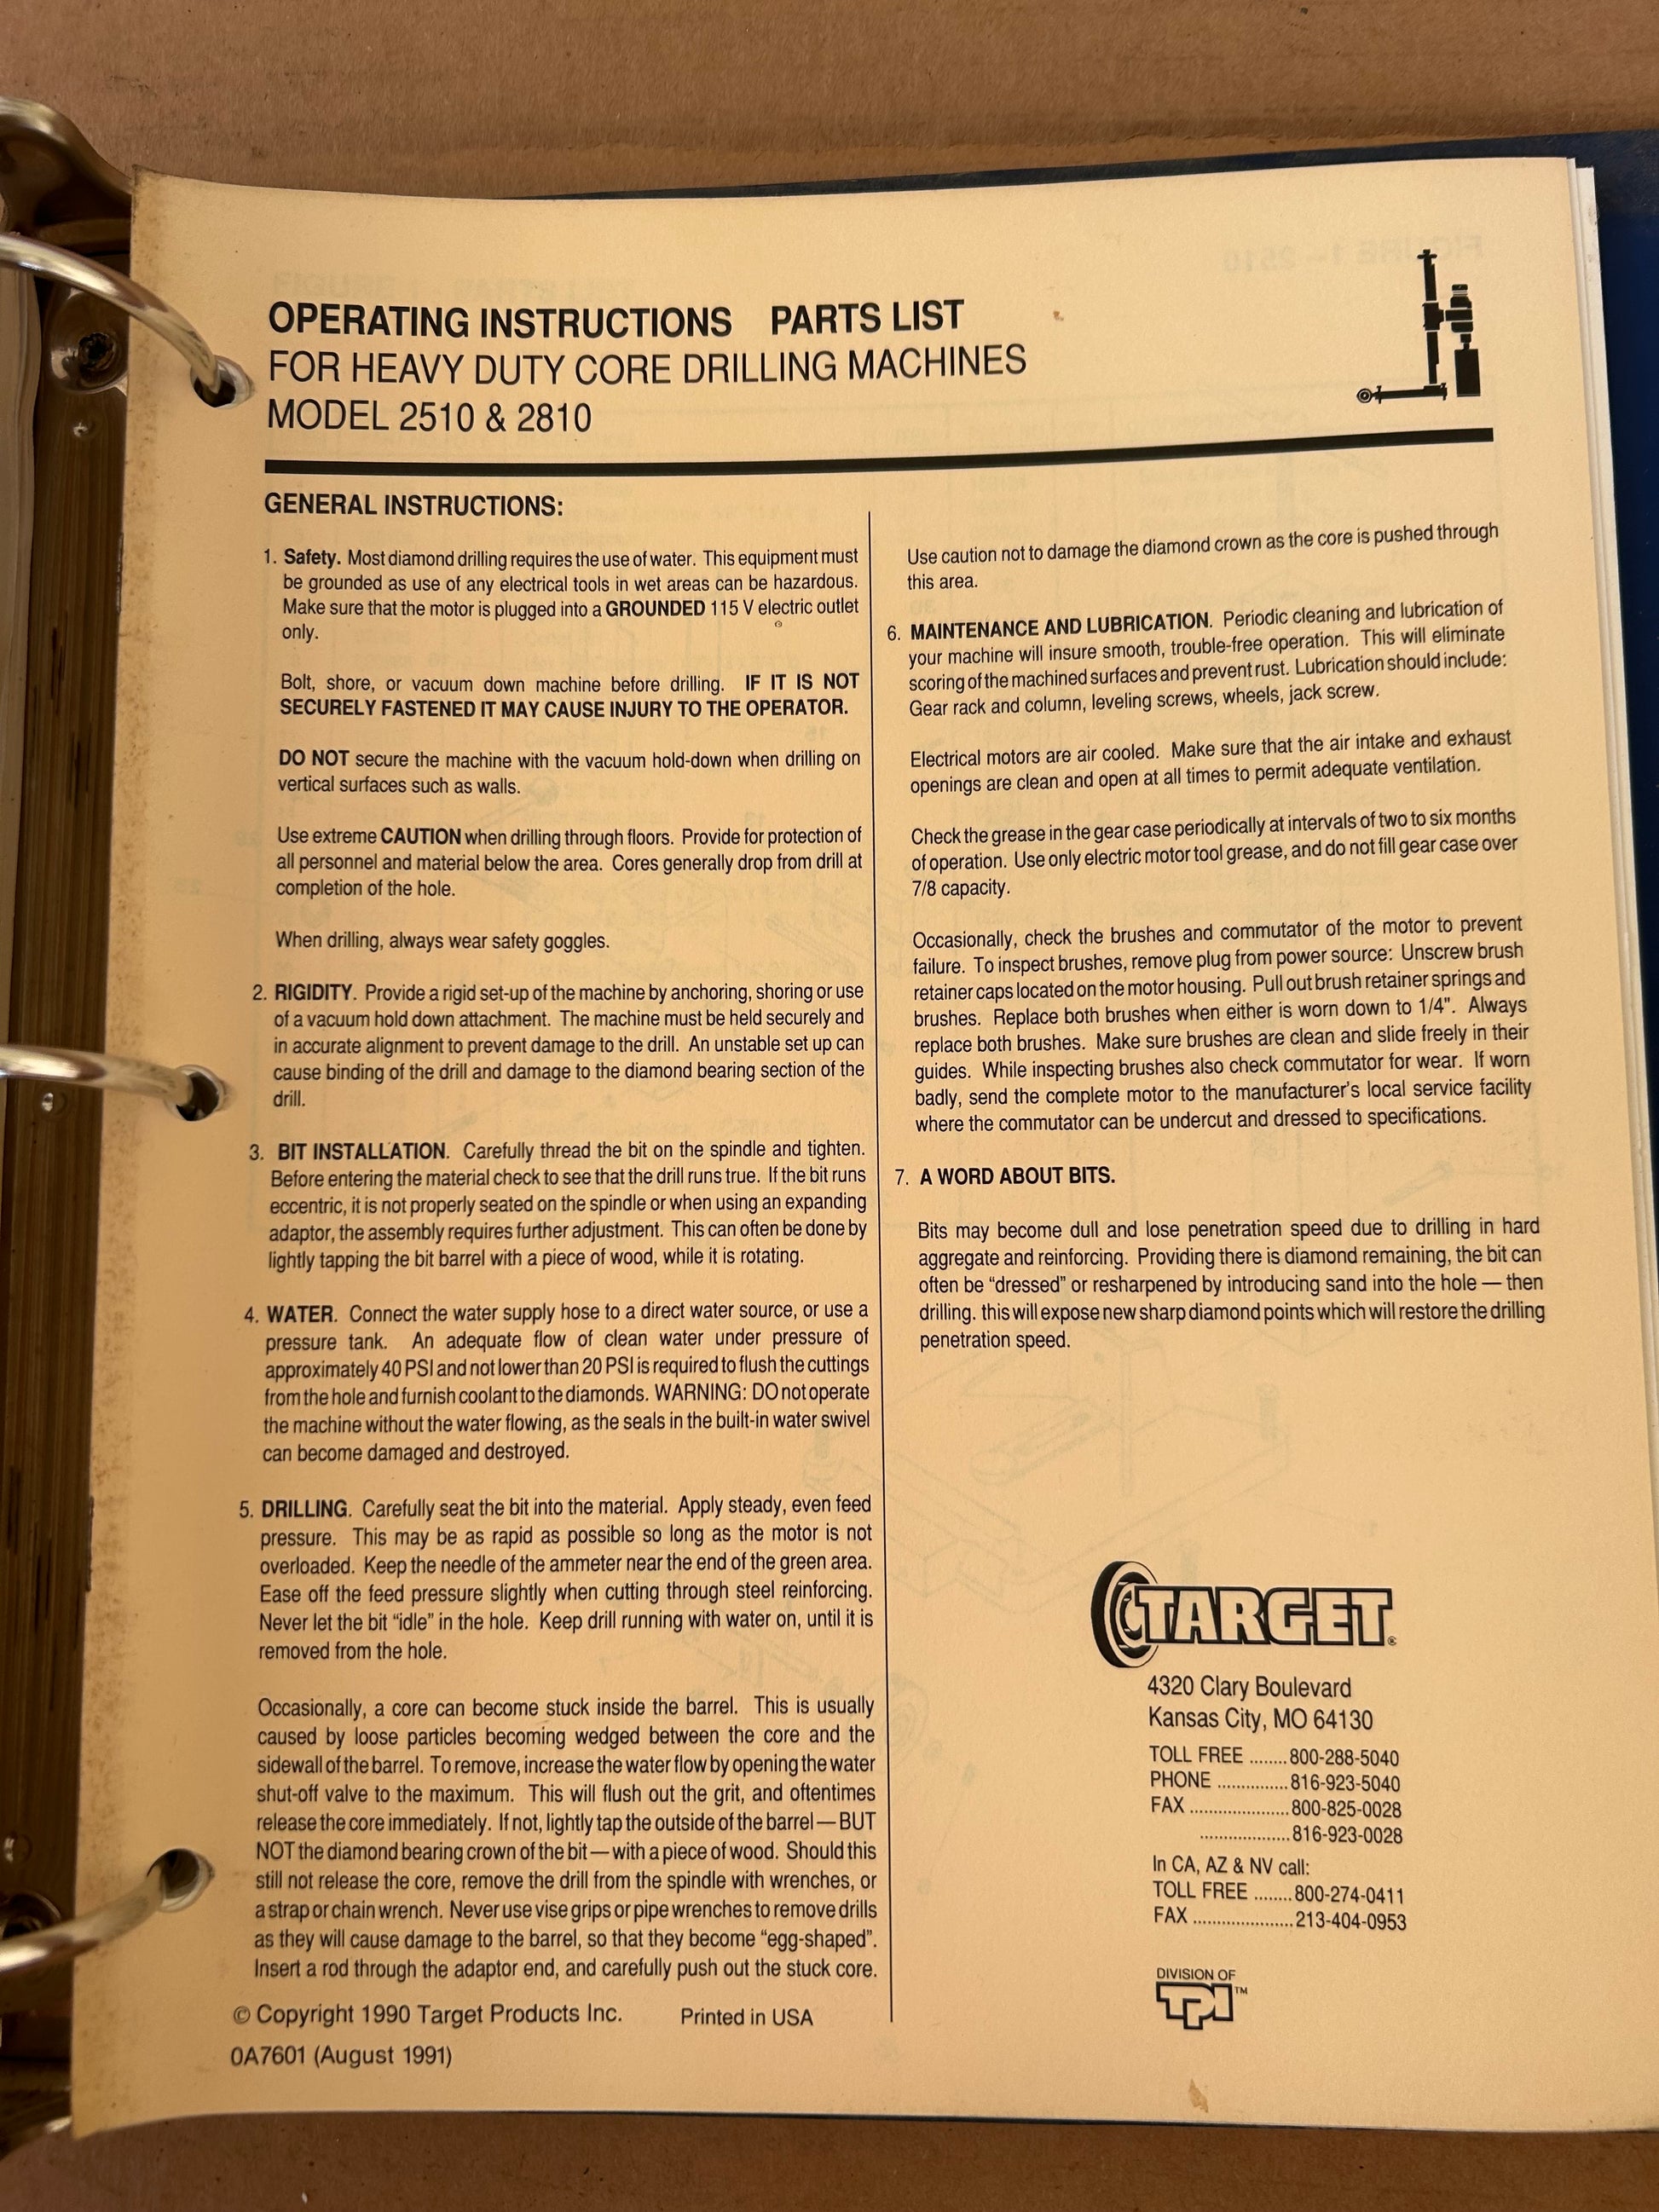 OPERATING INSTRUCTIONS PARTS LIST
FOR HEAVY DUTY CORE DRILLING MACHINES
MODEL 2510 & 2810
GENERAL INSTRUCTIONS:
1. Safety. Most diamond drilling requires the use of water. This equipment must
be grounded as use of any electrical tools in wet areas can be hazardous.
Make sure that the motor is plugged into a GROUNDED 115 V electric outlet
only.
Bolt, shore, or vacuum down machine before drilling. IF IT IS NOT
SECURELY FASTENED IT MAY CAUSE INJURY TO THE OPERATOR.
DO NOT secure the machine with the vacuum hold-down when drilling on
vertical surfaces such as walls.
Use extreme CAUTION when drilling through floors. Provide for protection of
all personnel and material below the area. Cores generally drop from drill at
completion of the hole.
When drilling, always wear safety goggles.
2. RIGIDITY. Provide a rigid set-up of the machine by anchoring, shoring or use
of a vacuum hold down attachment. The machine must be held securely and
in accurate alignment to prevent damage to the drill. An unstable set up can
cause binding of the drill and damage to the diamond bearing section of the
drill.
3. BIT INSTALLATION. Carefully thread the bit on the spindle and tighten.
Before entering the material check to see that the drill runs true. If the bit runs
eccentric, it is not properly seated on the spindle or when using an expanding
adaptor, the assembly requires further adjustment. This can often be done by
lightly tapping the bit barrel with a piece of wood, while it is rotating.
4. WATER. Connect the water supply hose to a direct water source, or use a
pressure tank. An adequate flow of clean water under pressure of
approximately 40 PSI and not lower than 20 PSI is required to flush the cuttings
from the hole and furnish coolant to the diamonds. WARNING: DO not operate
the machine without the water flowing, as the seals in the built-in water swivel
can become damaged and destroyed.
5. DRILLING. Carefully seat the bit into the material. Apply steady, even feed
pressure. This may be as rapid as possible so long as the motor is not
overloaded. Keep the needle of the ammeter near the end of the green area.
Ease off the feed pressure slightly when cutting through steel reinforcing.
Never let the bit “idle” in the hole. Keep drill running with water on, until it is
removed from the hole.
Occasionally, a core can become stuck inside the barrel. This is usually
caused by loose particles becoming wedged between the core and the
sidewall of the barrel. To remove, increase the water flow by opening the water
shut-off valve to the maximum. This will flush out the grit, and oftentimes
release the core immediately. If not, lightly tap the outside of the barrel — BUT
NOT the diamond bearing crown of the bit — with a piece of wood. Should this
still not release the core, remove the drill from the spindle with wrenches, or
a strap or chain wrench. Never use vise grips or pipe wrenches to remove drills
as they will cause damage to the barrel, so that they become “egg-shaped”.
Insert a rod through the adaptor end, and carefully push out the stuck core.
© Copyright 1990 Target Products Inc. Printed in USA
0A7601 (August 1991)
Use caution not to damage the diamond crown as the core is pushed through
this area.
6. MAINTENANCE AND LUBRICATION. Periodic cleaning and lubrication of
your machine will insure smooth, trouble-free operation. This will eliminate
scoring of the machined surfaces and prevent rust. Lubrication should include:
Gear rack and column, leveling screws, wheels, jack screw.
Electrical motors are air cooled. Make sure that the air intake and exhaust
openings are clean and open at all times to permit adequate ventilation.
Check the grease in the gear case periodically at intervals of two to six months
of operation. Use only electric motor tool grease, and do not fill gear case over
7/8 capacity.
Occasionally, check the brushes and commutator of the motor to prevent
failure. To inspect brushes, remove plug from power source: Unscrew brush
retainer caps located on the motor housing. Pull out brush retainer springs and
brushes. Replace both brushes when either is worn down to 1/4". Always
replace both brushes. Make sure brushes are clean and slide freely in their
guides. While inspecting brushes also check commutator for wear. If worn
badly, send the complete motor to the manufacturer's local service facility
where the commutator can be undercut and dressed to specifications.
7. A WORD ABOUT BITS.
Bits may become dull and lose penetration speed due to drilling in hard
aggregate and reinforcing. Providing there is diamond remaining, the bit can
often be “dressed” or resharpened by introducing sand into the hole — then
drilling. this will expose new sharp diamond points which will restore the drilling
penetration speed.
TARGET®
4320 Clary Boulevard
Kansas City, MO 64130
TOLL FREE ........800-288-5040
PHONE ..............816-923-5040
FAX ....................800-825-0028
..................816-923-0028
In CA, AZ & NV call:
TOLL FREE ........800-274-0411
FAX ....................213-404-0953
DIVISION OF
TPI™